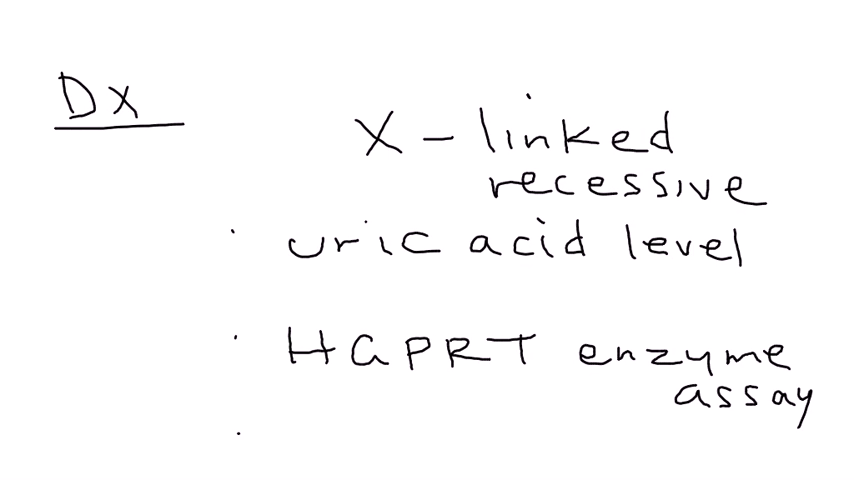 Dx
X-linked
recessive
· uric acid level
· HGPRT enzyme
assay
·